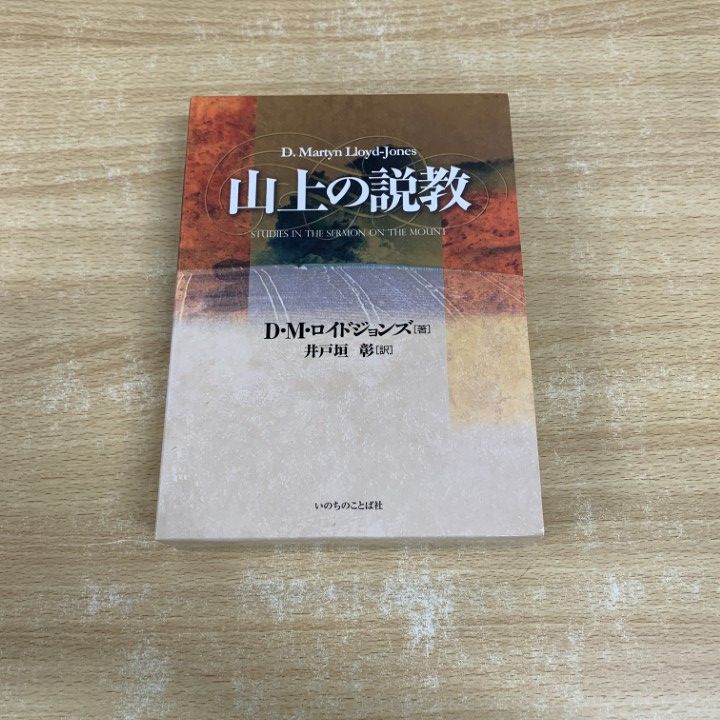 D. Martyn Lloyd-Jones
山上の説教
STUDIES IN THE SERMON ON THE MOUNT
D・M・ロイドジョンズ[著]
井戸垣 彰[訳]
いのちのことば社